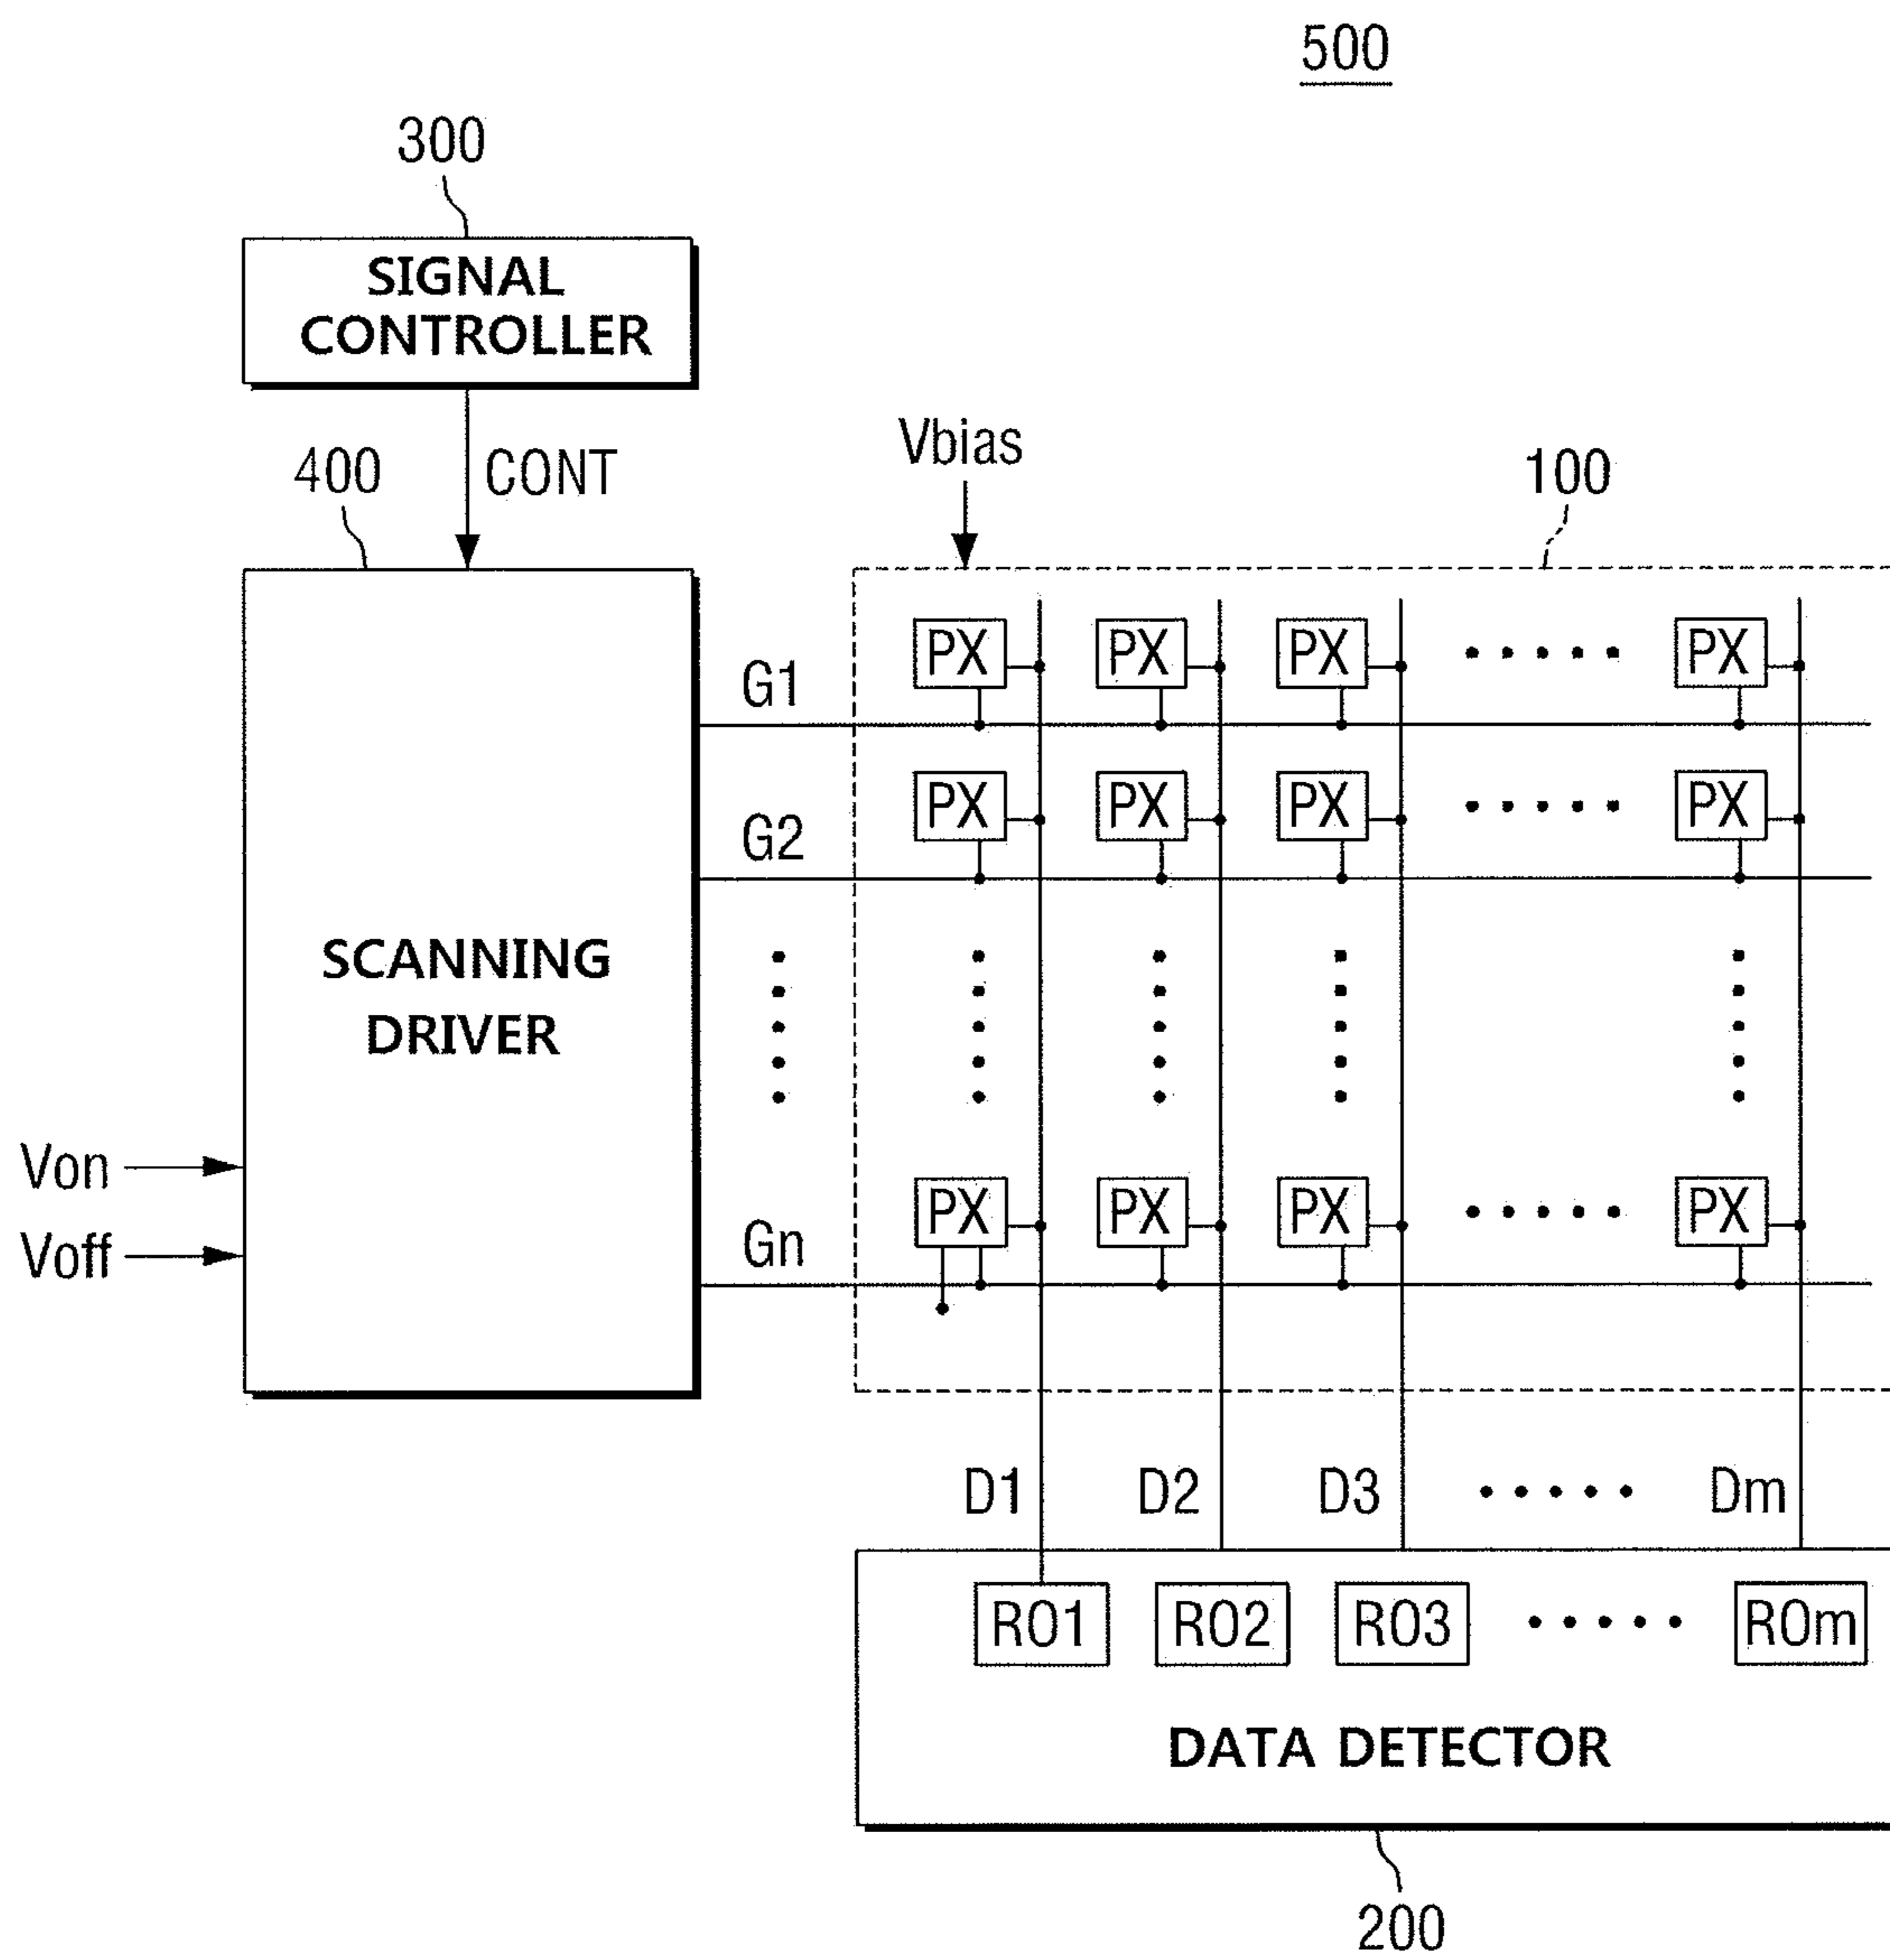 500
300
SIGNAL
CONTROLLER
400
CONT
Vbias
100
PX PX PX ..... PX
G1
PX PX PX ..... PX
G2
SCANNING
DRIVER
Von
PX PX PX ..... PX
Voff
Gn
D1 D2 D3 ..... Dm
RO1 RO2 RO3 ..... ROm
DATA DETECTOR
200